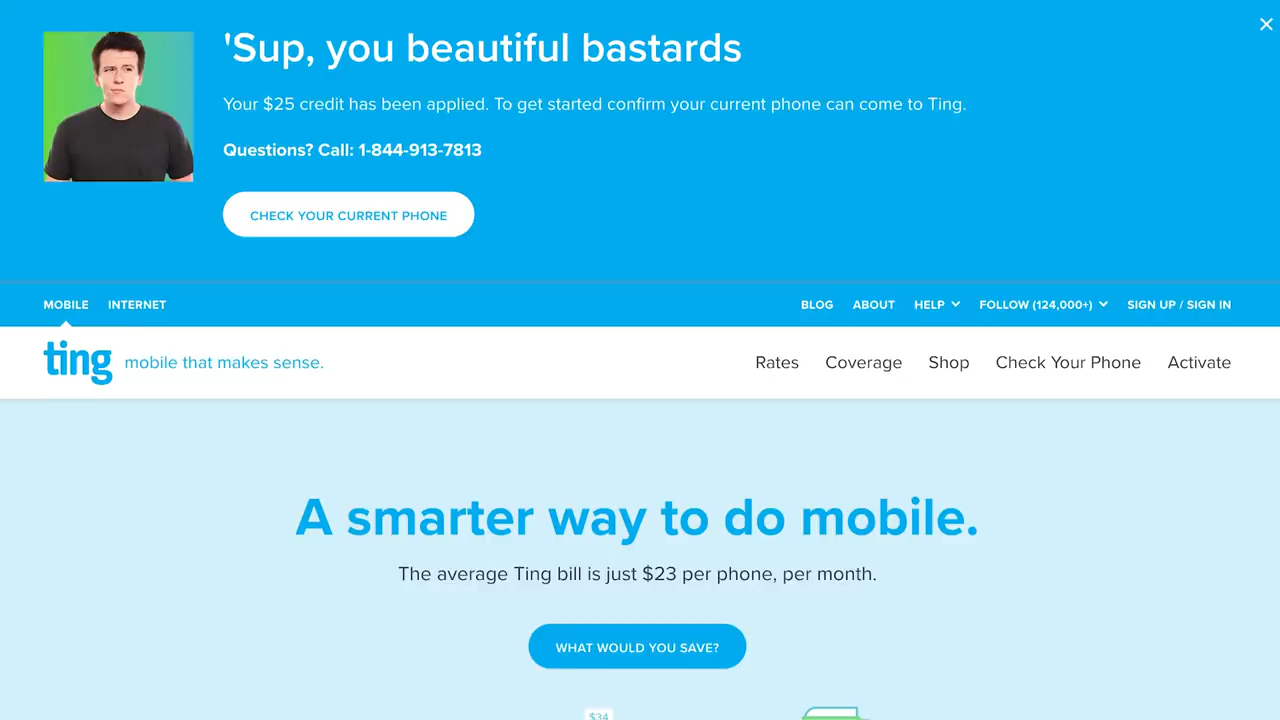 'Sup, you beautiful bastards
Your $25 credit has been applied. To get started confirm your current phone can come to Ting.
Questions? Call: 1-844-913-7813
CHECK YOUR CURRENT PHONE
MOBILE INTERNET BLOG ABOUT HELP FOLLOW (124,000+) SIGN UP / SIGN IN
ting mobile that makes sense. Rates Coverage Shop Check Your Phone Activate
A smarter way to do mobile.
The average Ting bill is just $23 per phone, per month.
WHAT WOULD YOU SAVE?
$34